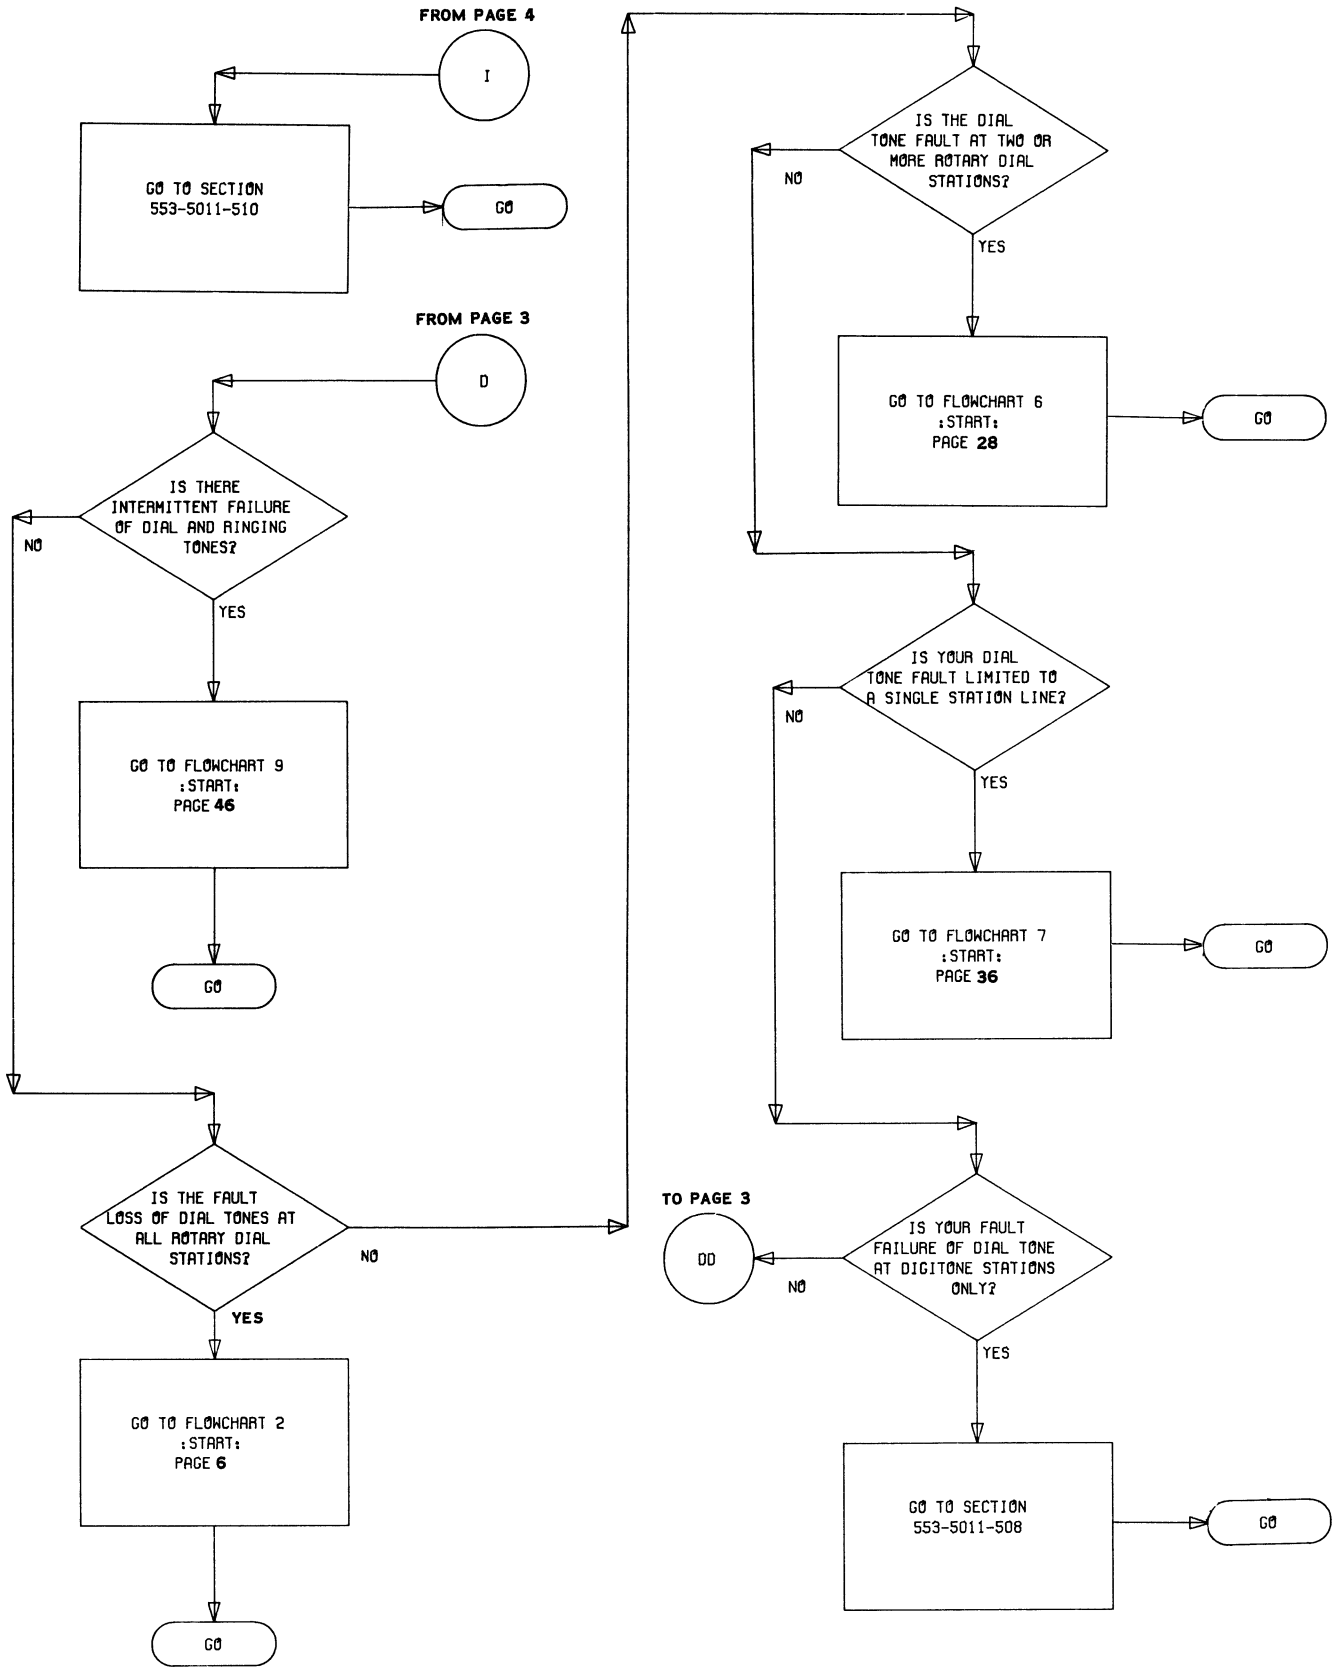 FROM PAGE 4
I
GO TO SECTION
553-5011-510
GO
FROM PAGE 3
D
IS THERE
INTERMITTENT FAILURE
OF DIAL AND RINGING
TONES?
NO
YES
GO TO FLOWCHART 9
:START:
PAGE 46
GO
IS THE FAULT
LOSS OF DIAL TONES AT
ALL ROTARY DIAL
STATIONS?
NO
YES
GO TO FLOWCHART 2
:START:
PAGE 6
GO
IS THE DIAL
TONE FAULT AT TWO OR
MORE ROTARY DIAL
STATIONS?
NO
YES
GO TO FLOWCHART 6
:START:
PAGE 28
GO
IS YOUR DIAL
TONE FAULT LIMITED TO
A SINGLE STATION LINE?
NO
YES
GO TO FLOWCHART 7
:START:
PAGE 36
GO
IS YOUR FAULT
FAILURE OF DIAL TONE
AT DIGITONE STATIONS
ONLY?
TO PAGE 3
DD
NO
YES
GO TO SECTION
553-5011-508
GO